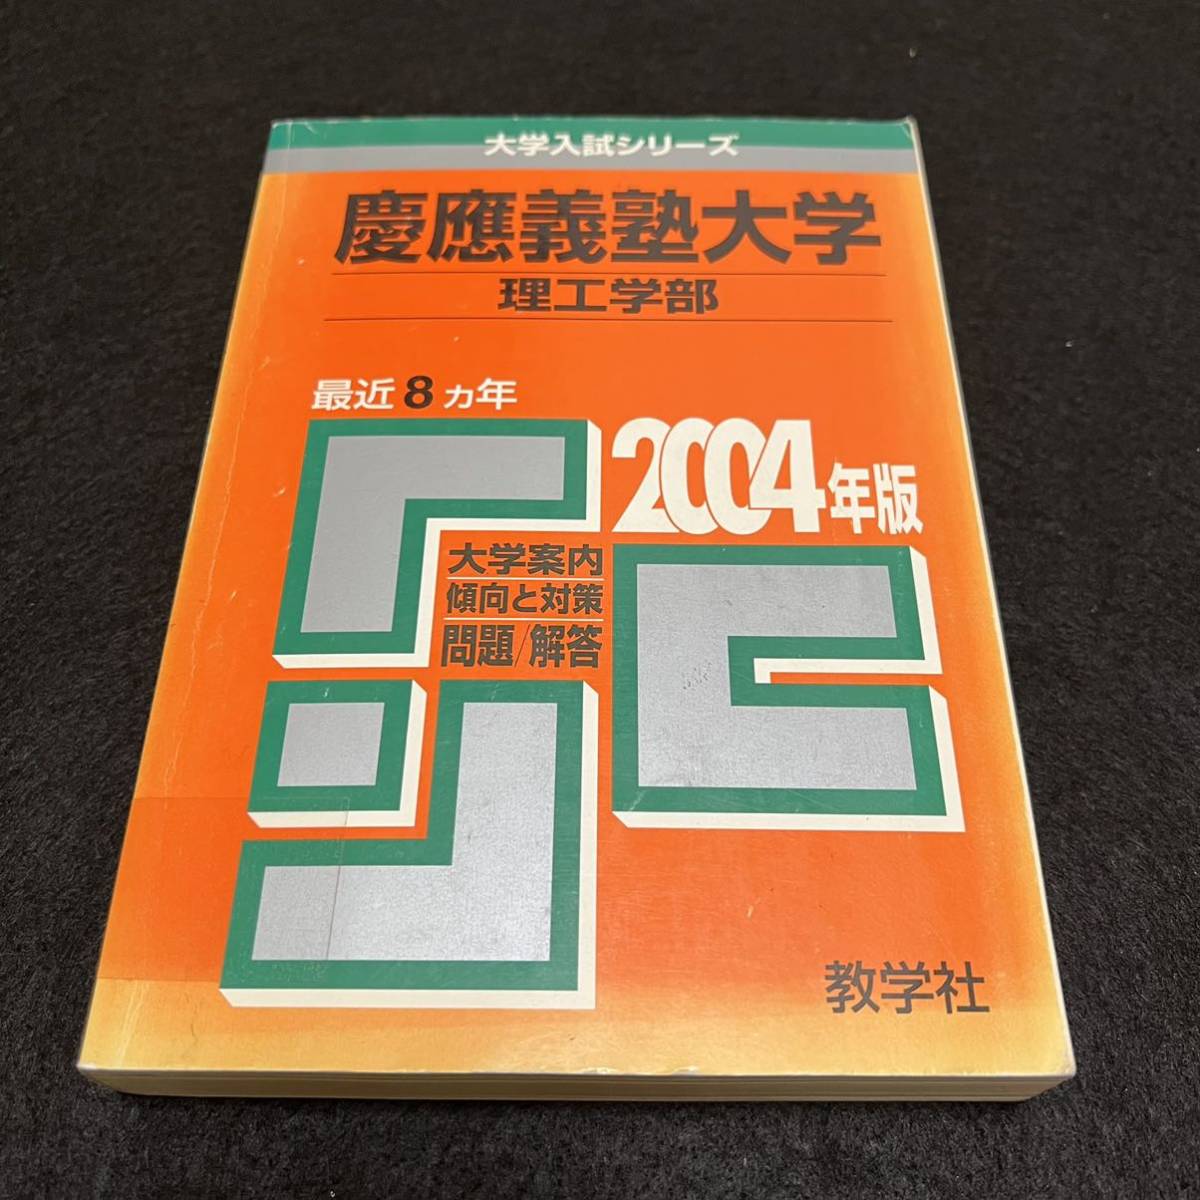 大学入試シリーズ
慶應義塾大学
理工学部
最近8ヵ年
2004年版
大学案内
傾向と対策
問題/解答
教学社